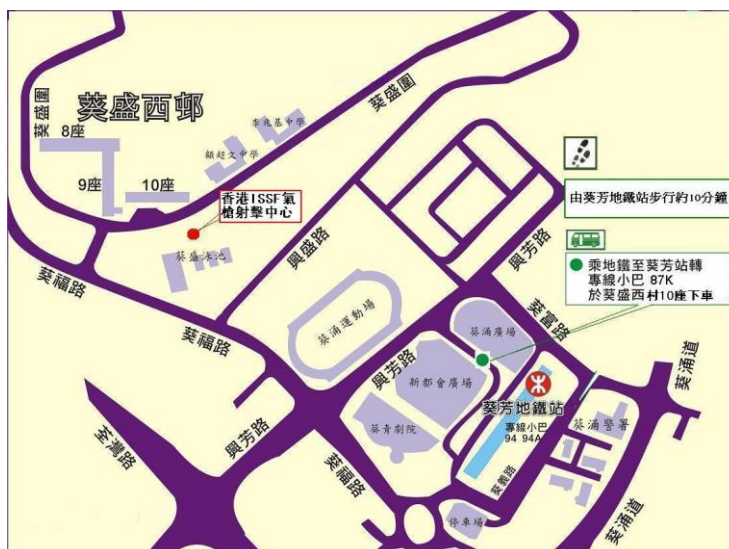 葵盛圍
葵盛西邨
8座
9座
10座
葵盛圍
李兆基中學
顧超文中學
香港ISSF氣
槍射擊中心
葵盛泳池
葵福路
葵福路
興盛路
興芳路
由葵芳地鐵站步行約10分鐘
乘地鐵至葵芳站轉
專線小巴 87K
於葵盛西村10座下車
葵涌運動場
葵涌廣場
葵富路
葵涌道
興芳路
新都會廣場
葵芳地鐵站
專線小巴
94 94A
葵青劇院
葵涌警署
荃灣路
興芳路
葵福路
葵義路
停車場
葵涌道